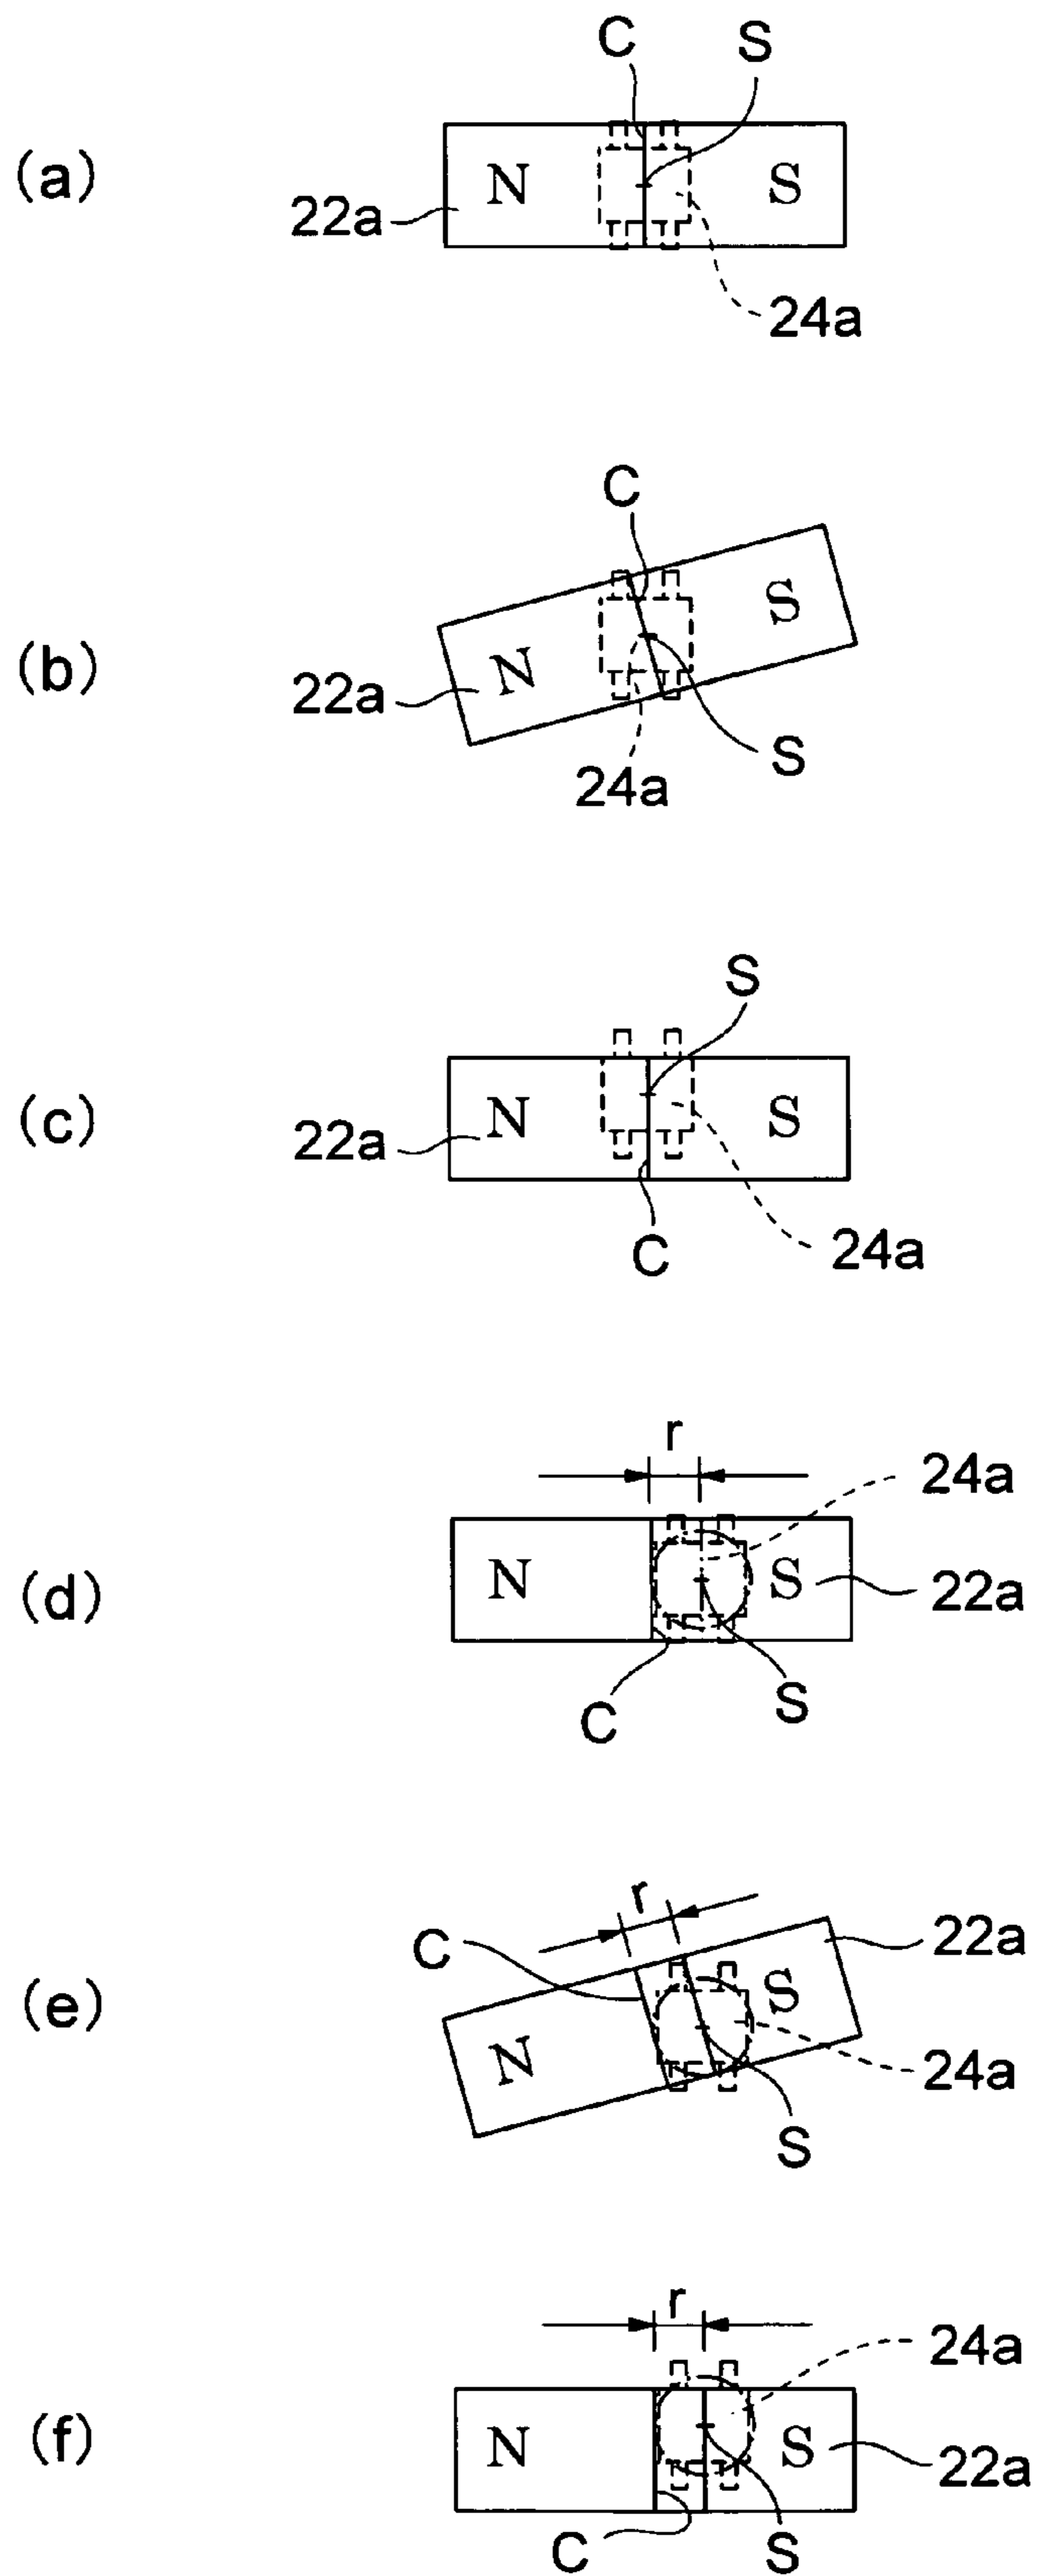 C S
(a) N S
22a
24a
C
(b) N S
22a
S
24a
S
(c) N S
22a
24a
C
r
24a
(d) N S
22a
S
C
r
C 22a
(e) S
N
24a
S
r
24a
(f) N S
22a
C S